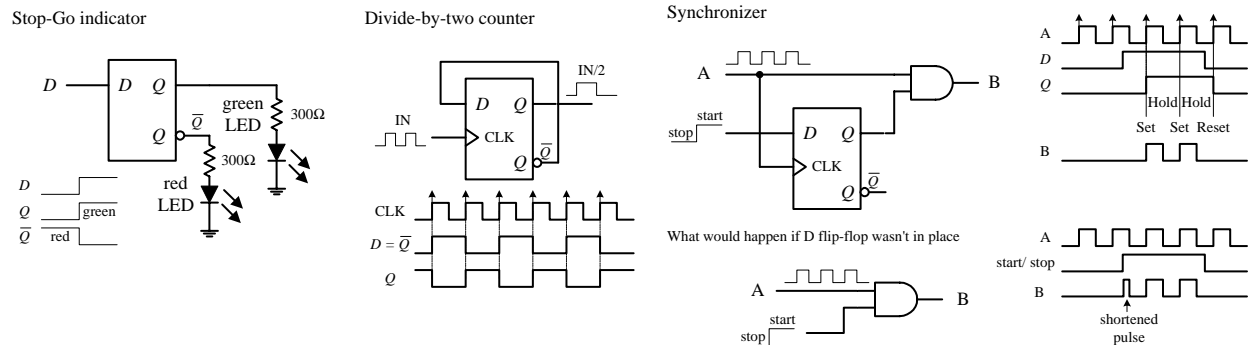 Stop-Go indicator
D
D
Q
Q
Q̅
green
LED
300Ω
300Ω
red
LED
D
Q
green
Q̅
red
Divide-by-two counter
IN/2
D
Q
IN
CLK
Q
Q̅
CLK
D = Q̅
Q
Synchronizer
A
B
start
stop
D
Q
CLK
Q
Q̅
What would happen if D flip-flop wasn't in place
A
B
start
stop
A
D
Q
Hold Hold
Set Set Reset
B
A
start/ stop
B
shortened
pulse